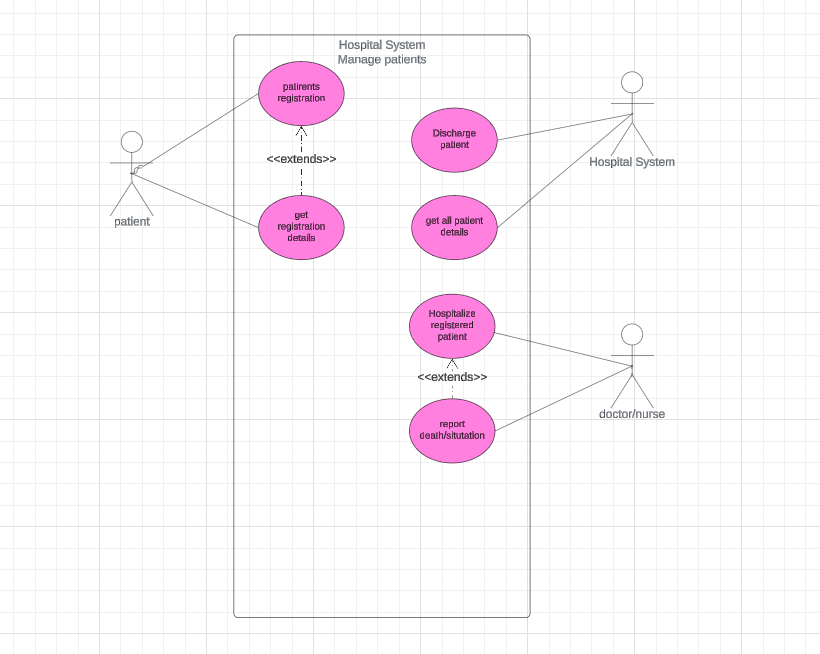 Hospital System
Manage patients
patirents
registration
<<extends>>
get
registration
details
patient
Discharge
patient
get all patient
details
Hospital System
Hospitalize
registered
patient
<<extends>>
report
death/situtation
doctor/nurse